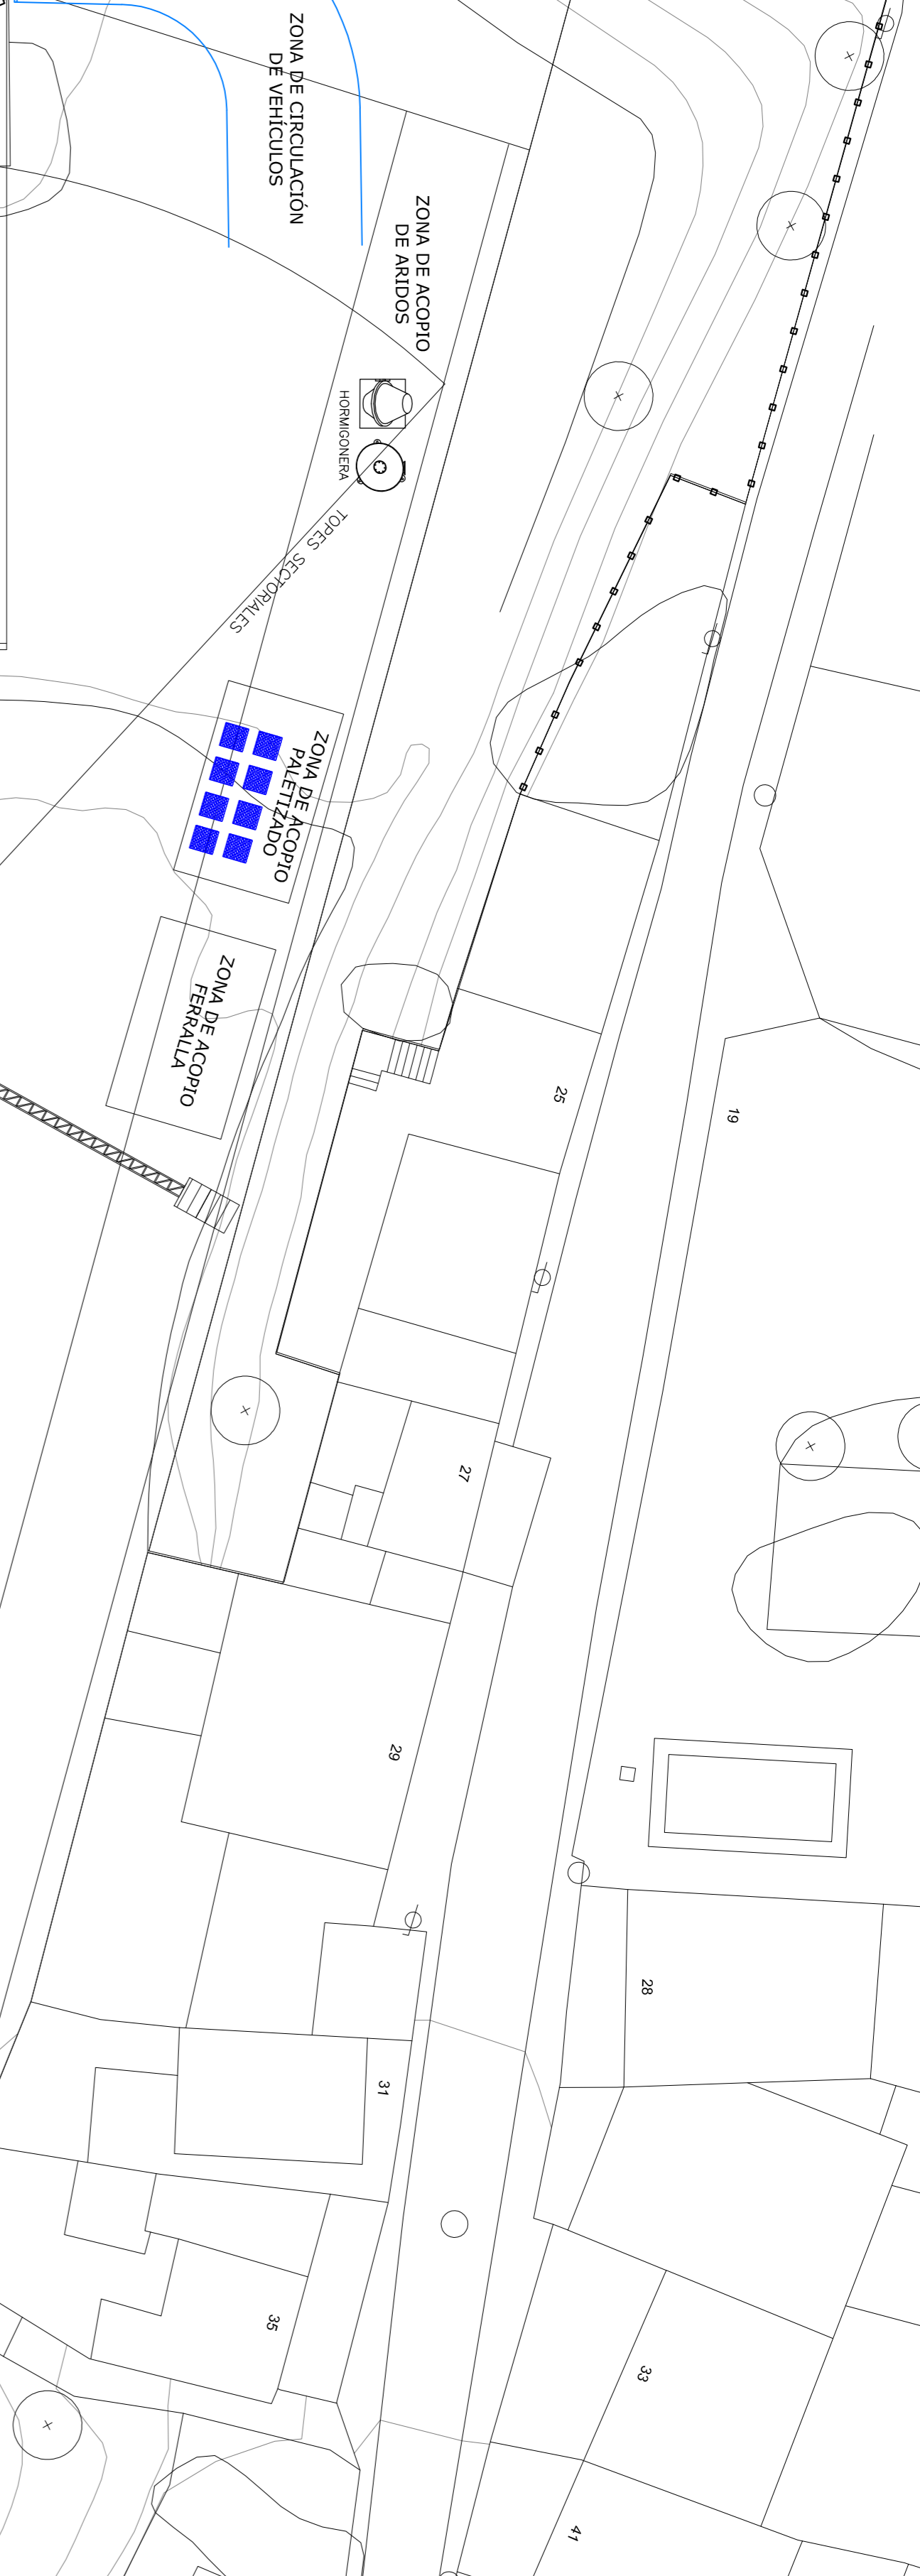 ZONA DE CIRCULACIÓN
DE VEHÍCULOS
ZONA DE ACOPIO
DE ARIDOS
HORMIGONERA
TOPES SECTORIALES
ZONA DE ACOPIO
PALETIZADO
ZONA DE ACOPIO
FERRALLA
25
19
27
29
28
31
35
33
41